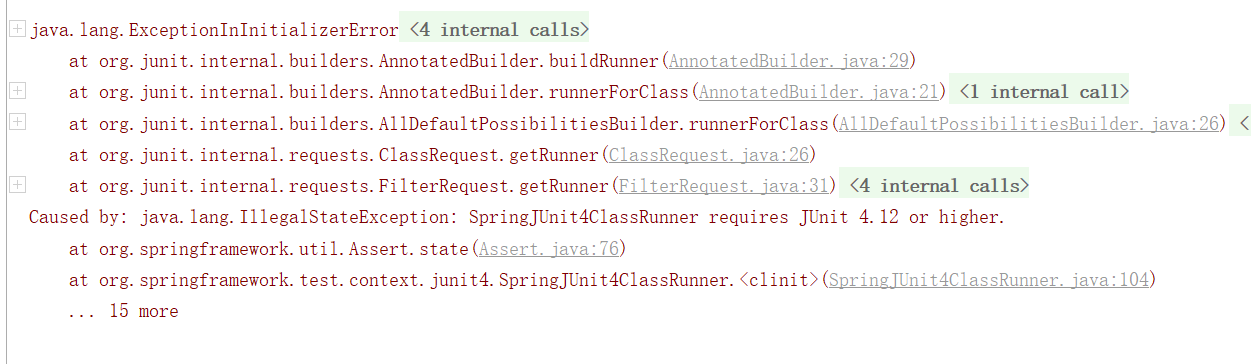 java.lang.ExceptionInInitializerError <4 internal calls>
at org.junit.internal.builders.AnnotatedBuilder.buildRunner(AnnotatedBuilder.java:29)
at org.junit.internal.builders.AnnotatedBuilder.runnerForClass(AnnotatedBuilder.java:21) <1 internal call>
at org.junit.internal.builders.AllDefaultPossibilitiesBuilder.runnerForClass(AllDefaultPossibilitiesBuilder.java:26) <
at org.junit.internal.requests.ClassRequest.getRunner(ClassRequest.java:26)
at org.junit.internal.requests.FilterRequest.getRunner(FilterRequest.java:31) <4 internal calls>
Caused by: java.lang.IllegalStateException: SpringJUnit4ClassRunner requires JUnit 4.12 or higher.
at org.springframework.util.Assert.state(Assert.java:76)
at org.springframework.test.context.junit4.SpringJUnit4ClassRunner.<clinit>(SpringJUnit4ClassRunner.java:104)
... 15 more